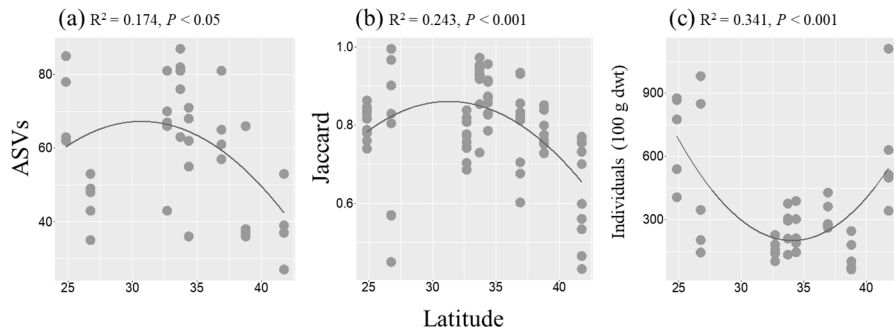 (a) R² = 0.174, P < 0.05
ASVs
80
60
40
25 30 35 40
(b) R² = 0.243, P < 0.001
Jaccard
1.0
0.8
0.6
25 30 35 40
(c) R² = 0.341, P < 0.001
Individuals (100 g dwt)
900
600
300
25 30 35 40
Latitude